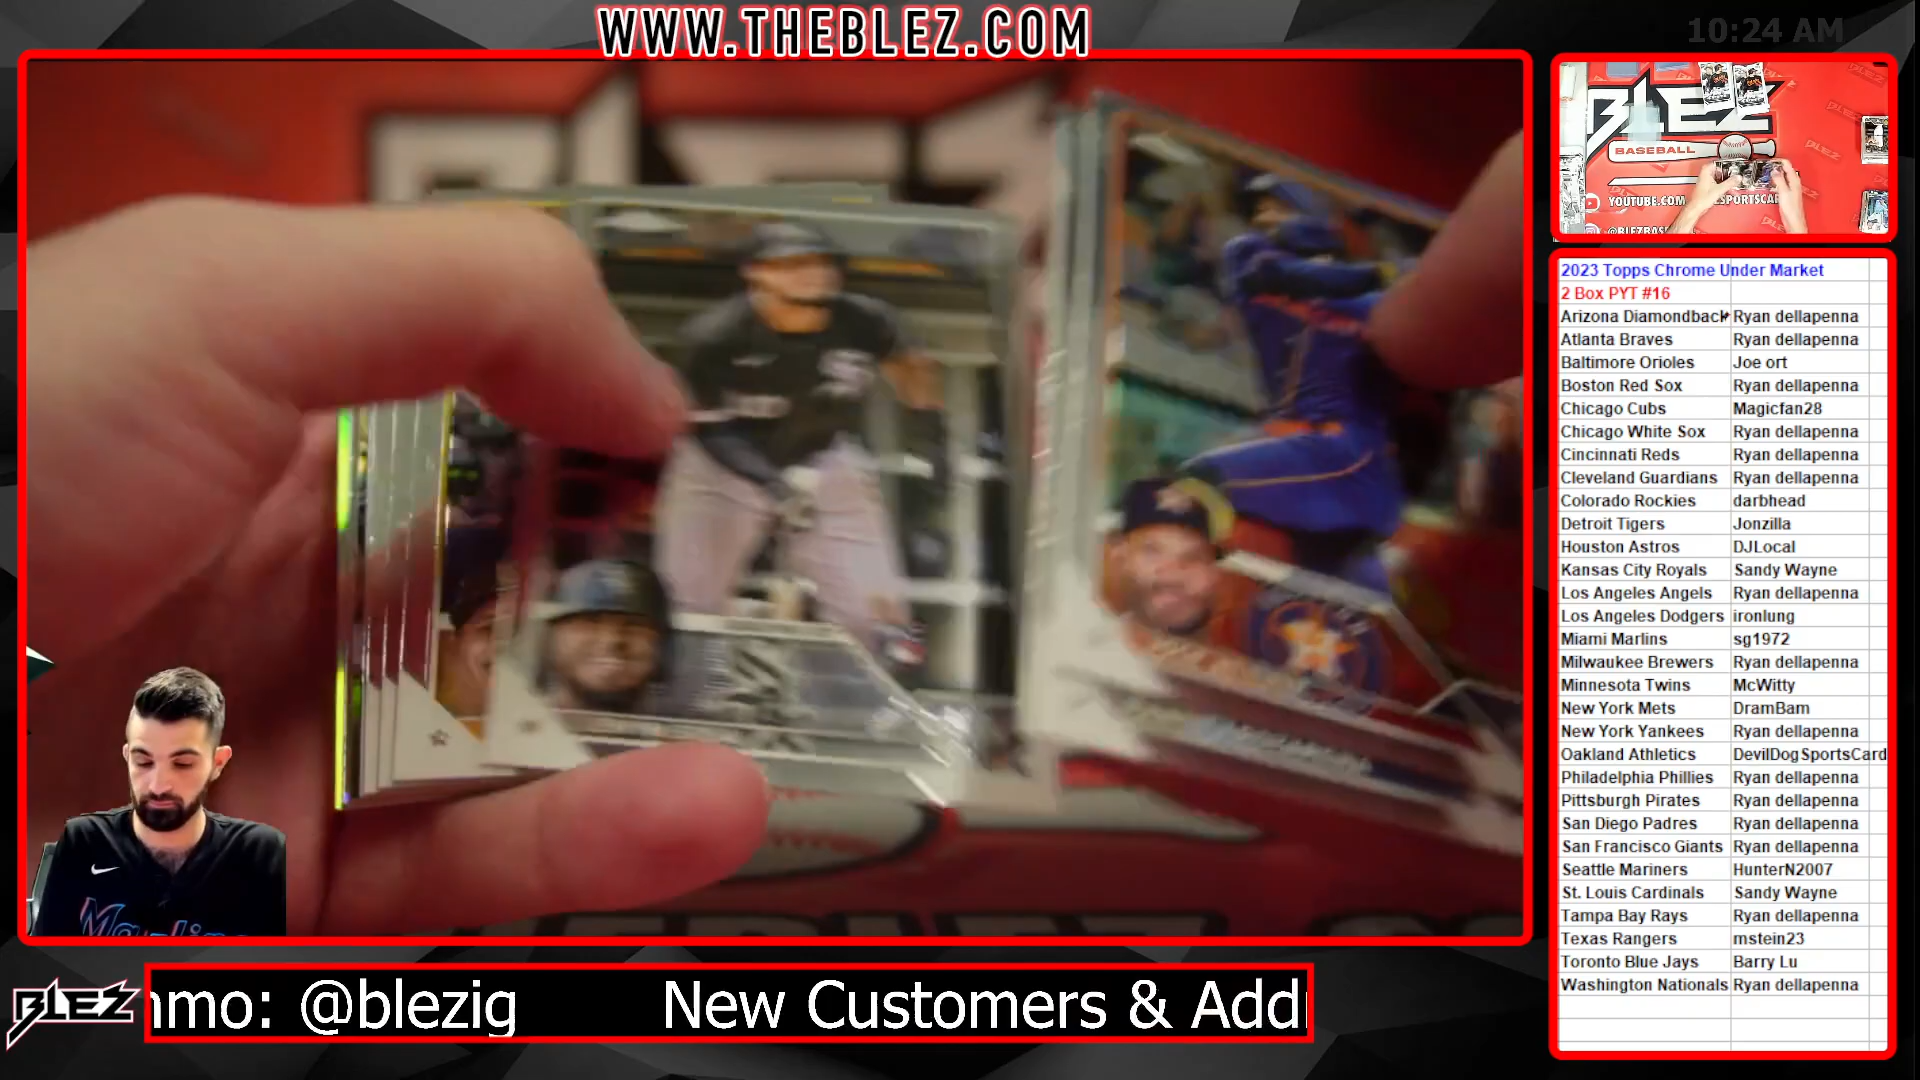 WWW.THEBLEZ.COM
10:24 AM
BLEZ
BASEBALL
YOUTUBE.COM
2023 Topps Chrome Under Market
2 Box PYT #16
Arizona Diamondback Ryan dellapenna
Atlanta Braves Ryan dellapenna
Baltimore Orioles Joe ort
Boston Red Sox Ryan dellapenna
Chicago Cubs Magicfan28
Chicago White Sox Ryan dellapenna
Cincinnati Reds Ryan dellapenna
Cleveland Guardians Ryan dellapenna
Colorado Rockies darbhead
Detroit Tigers Jonzilla
Houston Astros DJLocal
Kansas City Royals Sandy Wayne
Los Angeles Angels Ryan dellapenna
Los Angeles Dodgers ironlung
Miami Marlins sg1972
Milwaukee Brewers Ryan dellapenna
Minnesota Twins McWitty
New York Mets DramBam
New York Yankees Ryan dellapenna
Oakland Athletics DevilDogSportsCard
Philadelphia Phillies Ryan dellapenna
Pittsburgh Pirates Ryan dellapenna
San Diego Padres Ryan dellapenna
San Francisco Giants Ryan dellapenna
Seattle Mariners HunterN2007
St. Louis Cardinals Sandy Wayne
Tampa Bay Rays Ryan dellapenna
Texas Rangers mstein23
Toronto Blue Jays Barry Lu
Washington Nationals Ryan dellapenna
BLEZ
nmo: @blezig New Customers & Add